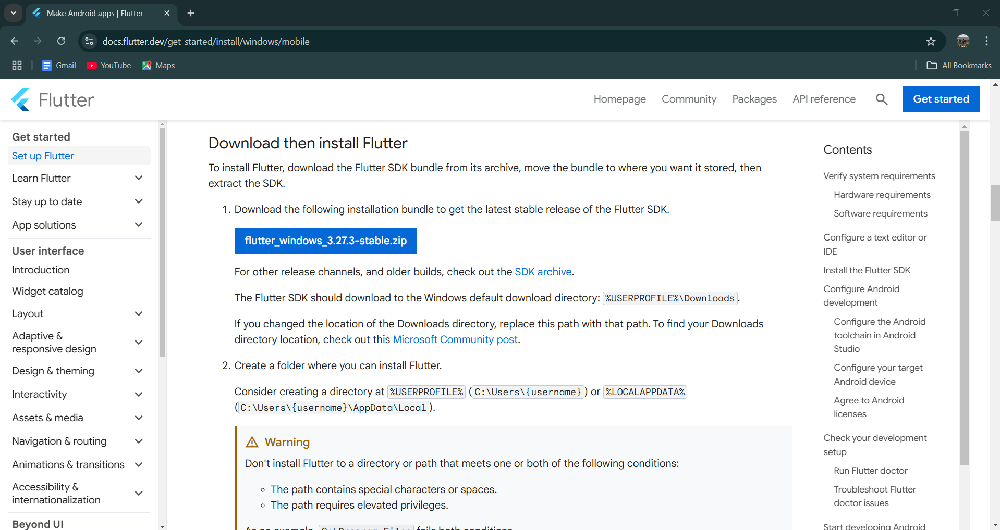 Make Android apps | Flutter
docs.flutter.dev/get-started/install/windows/mobile
Gmail
YouTube
Maps
All Bookmarks
Flutter
Homepage
Community
Packages
API reference
Get started
Get started
Set up Flutter
Learn Flutter
Stay up to date
App solutions
User interface
Introduction
Widget catalog
Layout
Adaptive &
responsive design
Design & theming
Interactivity
Assets & media
Navigation & routing
Animations & transitions
Accessibility &
internationalization
Beyond UI
Download then install Flutter
To install Flutter, download the Flutter SDK bundle from its archive, move the bundle to where you want it stored, then
extract the SDK.
1. Download the following installation bundle to get the latest stable release of the Flutter SDK.
flutter_windows_3.27.3-stable.zip
For other release channels, and older builds, check out the SDK archive.
The Flutter SDK should download to the Windows default download directory: %USERPROFILE%\Downloads.
If you changed the location of the Downloads directory, replace this path with that path. To find your Downloads
directory location, check out this Microsoft Community post.
2. Create a folder where you can install Flutter.
Consider creating a directory at %USERPROFILE% (C:\Users\{username}) or %LOCALAPPDATA%
(C:\Users\{username}\AppData\Local).
Warning
Don't install Flutter to a directory or path that meets one or both of the following conditions:
The path contains special characters or spaces.
The path requires elevated privileges.
As an example, C:\Program Files fails both conditions.
Contents
Verify system requirements
Hardware requirements
Software requirements
Configure a text editor or
IDE
Install the Flutter SDK
Configure Android
development
Configure the Android
toolchain in Android
Studio
Configure your target
Android device
Agree to Android
licenses
Check your development
setup
Run Flutter doctor
Troubleshoot Flutter
doctor issues
Start developing Android